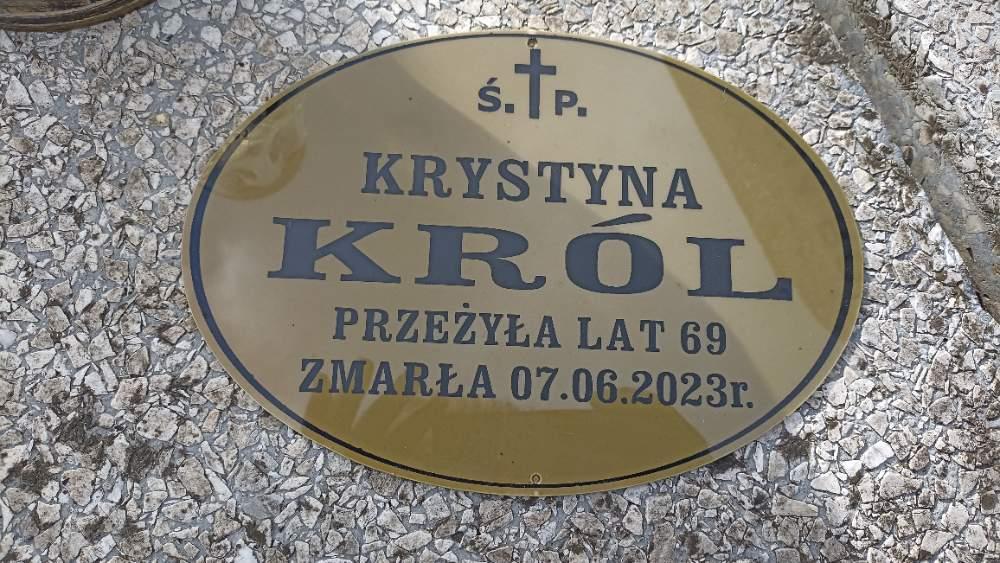 Ś. P.
KRYSTYNA
KRÓL
PRZEŻYŁA LAT 69
ZMARŁA 07.06.2023r.